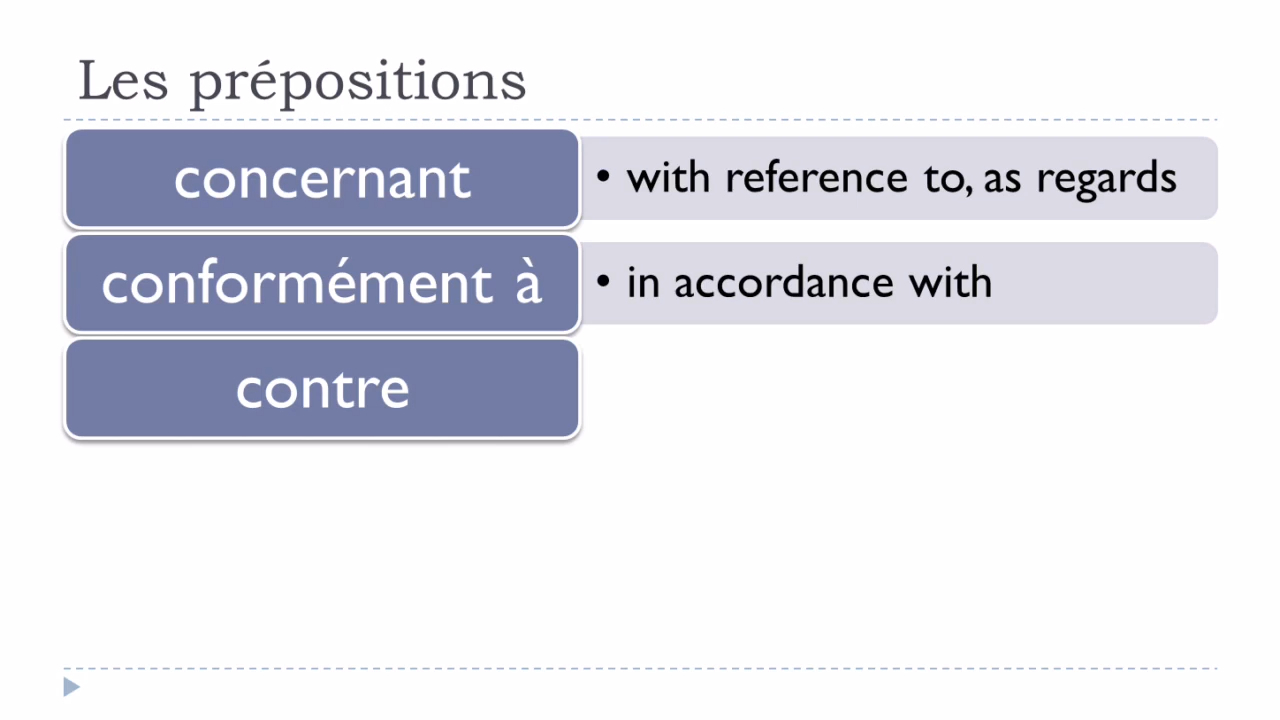 Les prépositions
concernant
• with reference to, as regards
conformément à
• in accordance with
contre